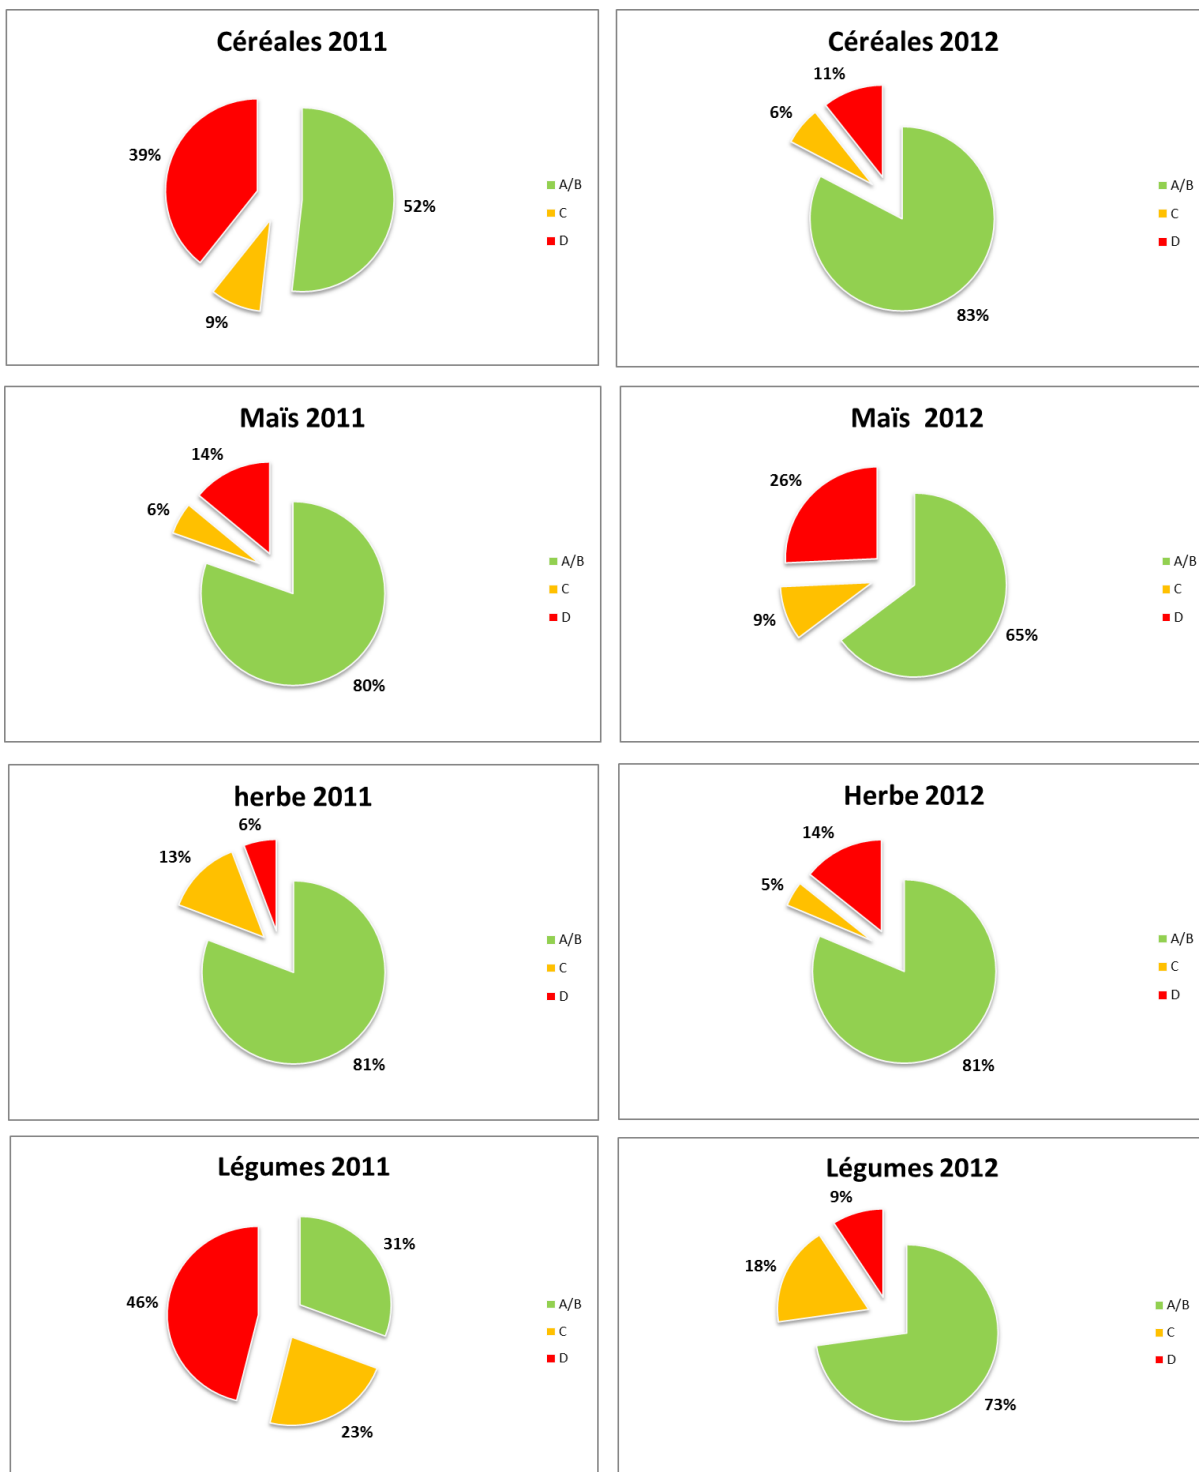 Céréales 2011
39%
52%
9%
A/B
C
D
Céréales 2012
11%
6%
83%
A/B
C
D
Maïs 2011
14%
6%
80%
A/B
C
D
Maïs  2012
26%
9%
65%
A/B
C
D
herbe 2011
6%
13%
81%
A/B
C
D
Herbe 2012
14%
5%
81%
A/B
C
D
Légumes 2011
31%
46%
23%
A/B
C
D
Légumes 2012
9%
18%
73%
A/B
C
D